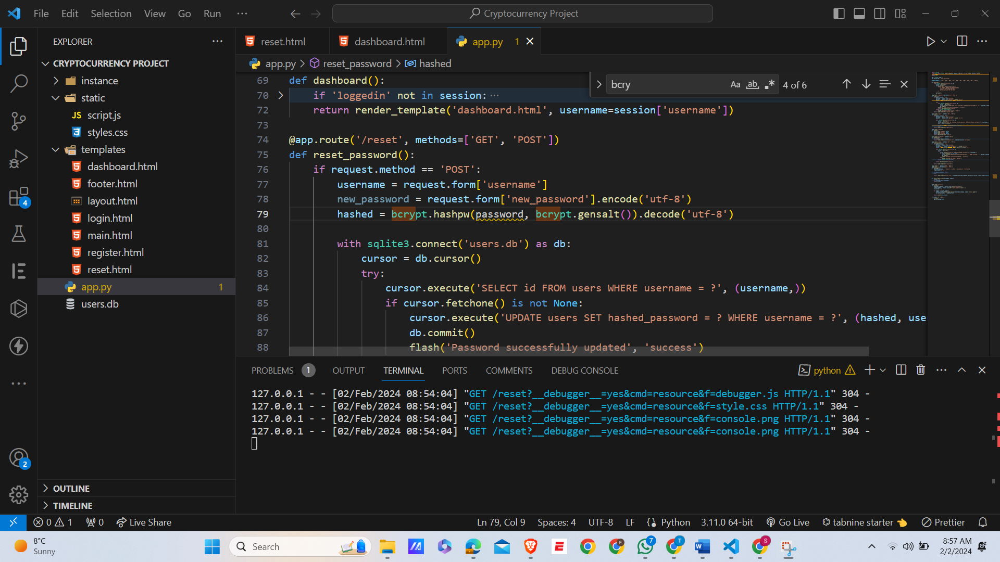 File Edit Selection View Go Run ··· Cryptocurrency Project
EXPLORER ···
CRYPTOCURRENCY PROJECT
instance
static
JS script.js
styles.css
templates
dashboard.html
footer.html
layout.html
login.html
main.html
register.html
reset.html
app.py 1
users.db
OUTLINE
TIMELINE
4
2
reset.html dashboard.html app.py 1
app.py > reset_password > hashed
bcry Aa ab 4 of 6
69 def dashboard():
70 if 'loggedin' not in session:···
72 return render_template('dashboard.html', username=session['username'])
73
74 @app.route('/reset', methods=['GET', 'POST'])
75 def reset_password():
76 if request.method == 'POST':
77 username = request.form['username']
78 new_password = request.form['new_password'].encode('utf-8')
79 hashed = bcrypt.hashpw(password, bcrypt.gensalt()).decode('utf-8')
80
81 with sqlite3.connect('users.db') as db:
82 cursor = db.cursor()
83 try:
84 cursor.execute('SELECT id FROM users WHERE username = ?', (username,))
85 if cursor.fetchone() is not None:
86 cursor.execute('UPDATE users SET hashed_password = ? WHERE username = ?', (hashed, use
87 db.commit()
88 flash('Password successfully updated', 'success')
PROBLEMS 1 OUTPUT TERMINAL PORTS COMMENTS DEBUG CONSOLE python
127.0.0.1 - - [02/Feb/2024 08:54:04] "GET /reset?__debugger__=yes&cmd=resource&f=debugger.js HTTP/1.1" 304 -
127.0.0.1 - - [02/Feb/2024 08:54:04] "GET /reset?__debugger__=yes&cmd=resource&f=style.css HTTP/1.1" 304 -
127.0.0.1 - - [02/Feb/2024 08:54:04] "GET /reset?__debugger__=yes&cmd=resource&f=console.png HTTP/1.1" 304 -
127.0.0.1 - - [02/Feb/2024 08:54:04] "GET /reset?__debugger__=yes&cmd=resource&f=console.png HTTP/1.1" 304 -
0 1 0 Live Share Ln 79, Col 9 Spaces: 4 UTF-8 LF Python 3.11.0 64-bit Go Live tabnine starter Prettier
8°C
Sunny
Search
7
8:57 AM
2/2/2024